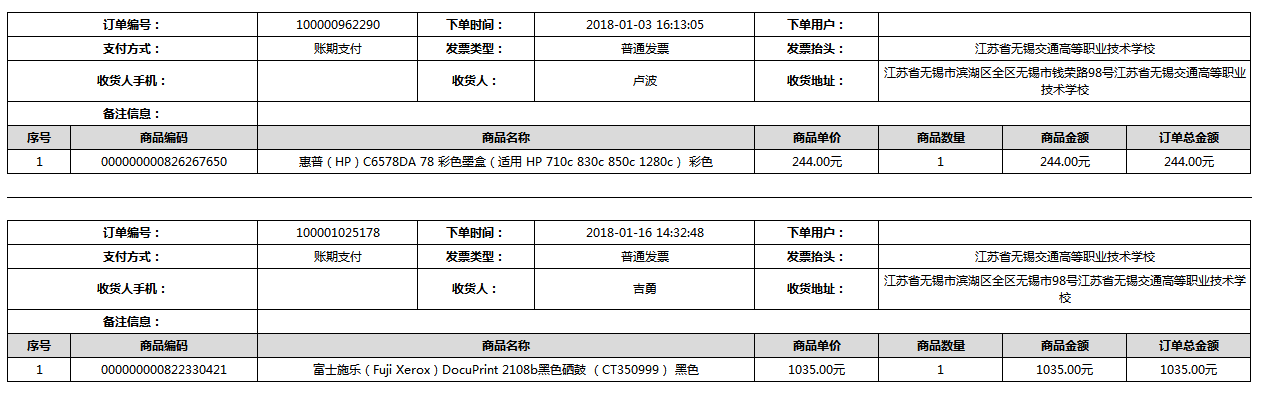 订单编号： 100000962290 下单时间： 2018-01-03 16:13:05 下单用户：
支付方式： 账期支付 发票类型： 普通发票 发票抬头： 江苏省无锡交通高等职业技术学校
收货人手机： 收货人： 卢波 收货地址： 江苏省无锡市滨湖区全区无锡市钱荣路98号江苏省无锡交通高等职业
技术学校
备注信息：
序号 商品编码 商品名称 商品单价 商品数量 商品金额 订单总金额
1 000000000826267650 惠普（HP）C6578DA 78 彩色墨盒（适用 HP 710c 830c 850c 1280c） 彩色 244.00元 1 244.00元 244.00元
订单编号： 100001025178 下单时间： 2018-01-16 14:32:48 下单用户：
支付方式： 账期支付 发票类型： 普通发票 发票抬头： 江苏省无锡交通高等职业技术学校
收货人手机： 收货人： 吉勇 收货地址： 江苏省无锡市滨湖区全区无锡市98号江苏省无锡交通高等职业技术学
校
备注信息：
序号 商品编码 商品名称 商品单价 商品数量 商品金额 订单总金额
1 000000000822330421 富士施乐（Fuji Xerox）DocuPrint 2108b黑色硒鼓 （CT350999） 黑色 1035.00元 1 1035.00元 1035.00元